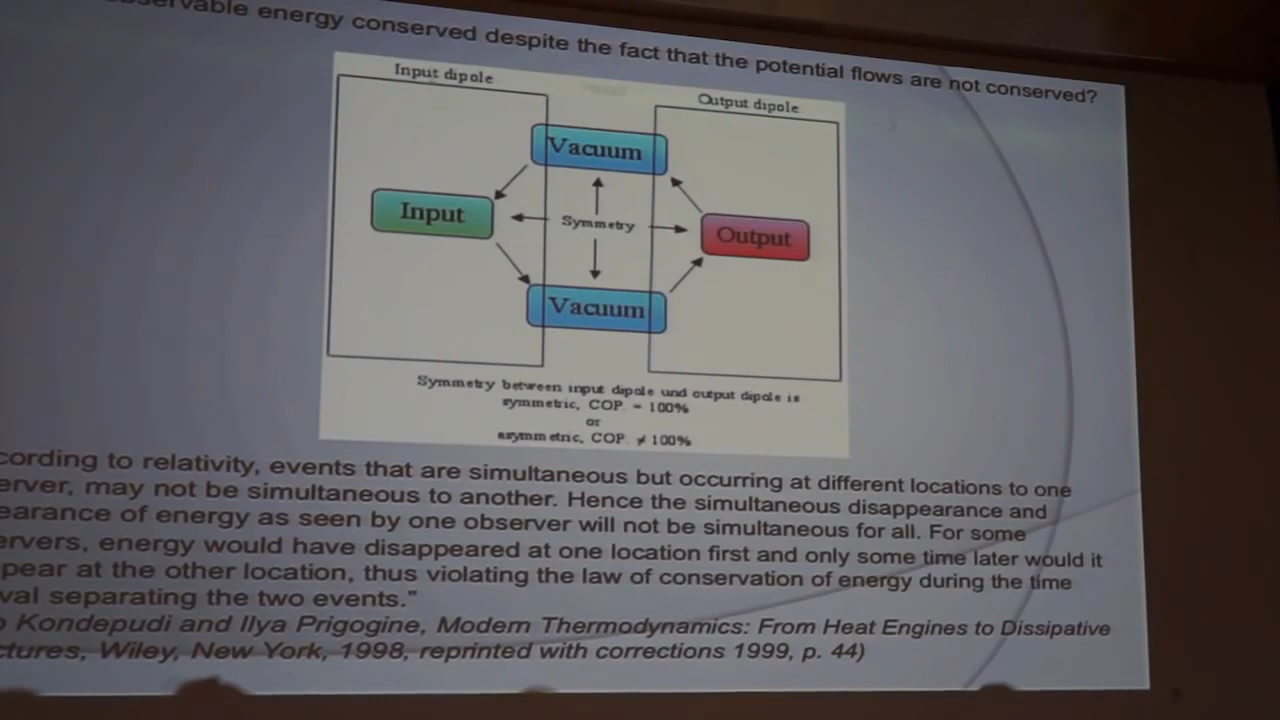 energy conserved despite the fact that the potential flows are not conserved?
Input dipole
Output dipole
Vacuum
Input
Symmetry
Output
Vacuum
Symmetry between input dipole und output dipole is
symmetric, COP. = 100%
or
asymmetric, COP. ≠ 100%
cording to relativity, events that are simultaneous but occurring at different locations to one
erver, may not be simultaneous to another. Hence the simultaneous disappearance and
earance of energy as seen by one observer will not be simultaneous for all. For some
ervers, energy would have disappeared at one location first and only some time later would it
pear at the other location, thus violating the law of conservation of energy during the time
val separating the two events."
Kondepudi and Ilya Prigogine, Modern Thermodynamics: From Heat Engines to Dissipative
ctures, Wiley, New York, 1998, reprinted with corrections 1999, p. 44)